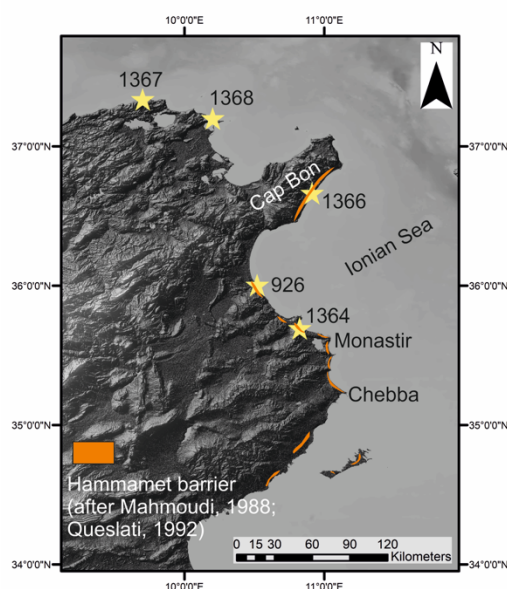 10°0'0"E 11°0'0"E
N
1367
1368
37°0'0"N 37°0'0"N
Cap Bon
1366
Ionian Sea
36°0'0"N 926 36°0'0"N
1364
Monastir
Chebba
35°0'0"N 35°0'0"N
Hammamet barrier
(after Mahmoudi, 1988;
Queslati, 1992)
0 15 30 60 90 120
Kilometers
34°0'0"N 34°0'0"N
10°0'0"E 11°0'0"E